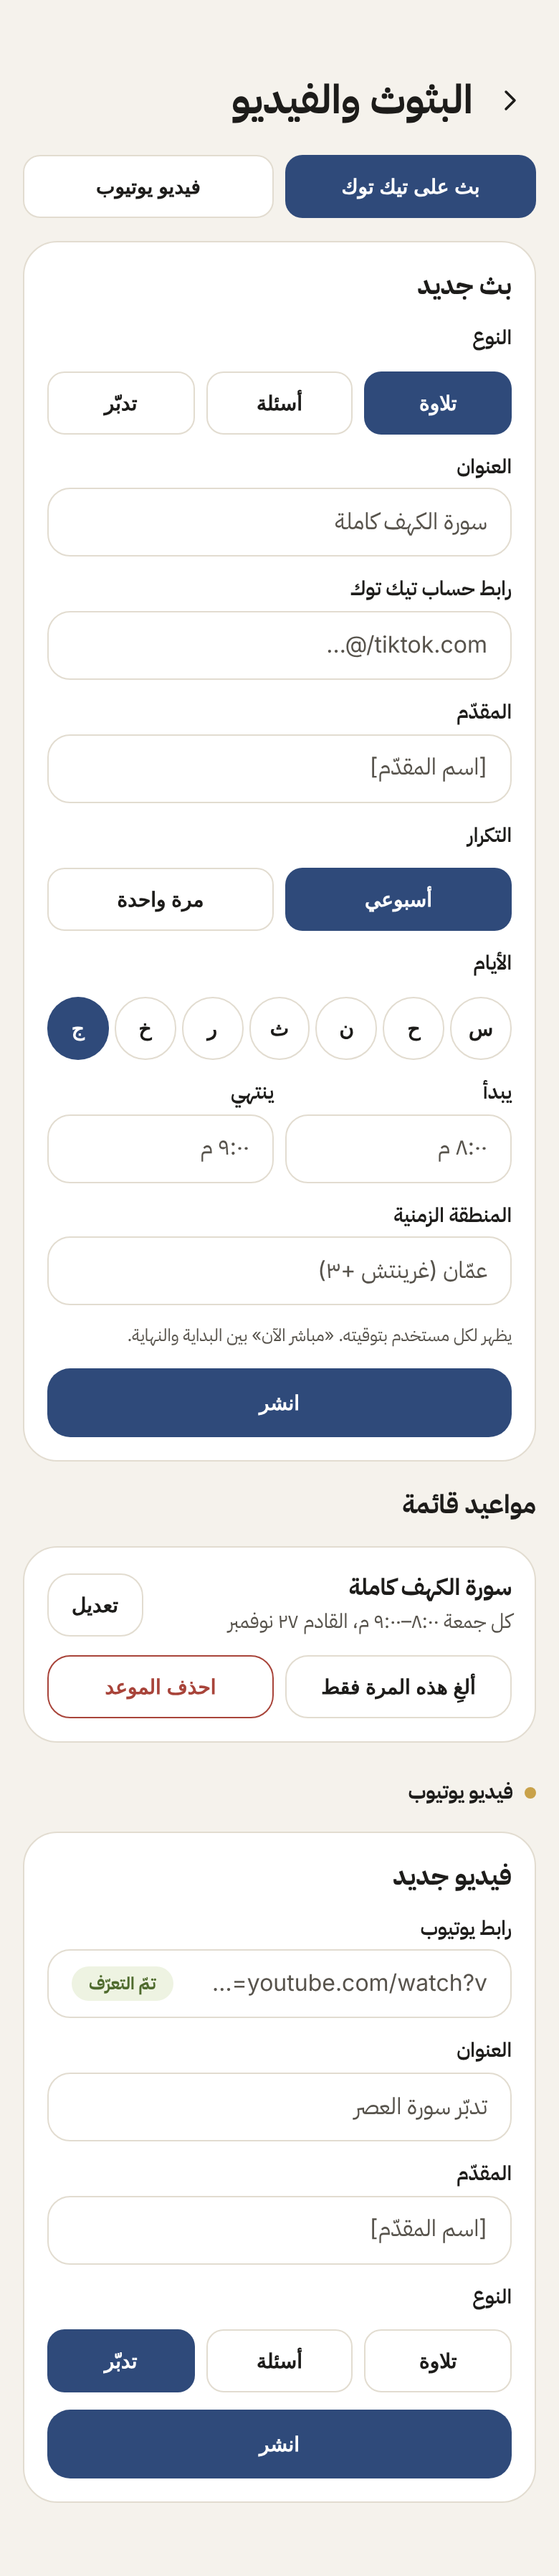 البثوث والفيديو
بث على تيك توك
فيديو يوتيوب
بث جديد
النوع
تلاوة
أسئلة
تدبّر
العنوان
سورة الكهف كاملة
رابط حساب تيك توك
tiktok.com/@...
المقدّم
[اسم المقدّم]
التكرار
أسبوعي
مرة واحدة
الأيام
س
ح
ن
ث
ر
خ
ج
يبدأ
ينتهي
٨:٠٠ م
٩:٠٠ م
المنطقة الزمنية
عمّان (غرينتش +٣)
يظهر لكل مستخدم بتوقيته. «مباشر الآن» بين البداية والنهاية.
انشر
مواعيد قائمة
سورة الكهف كاملة
كل جمعة ٨:٠٠–٩:٠٠ م، القادم ٢٧ نوفمبر
تعديل
ألغِ هذه المرة فقط
احذف الموعد
فيديو يوتيوب
فيديو جديد
رابط يوتيوب
youtube.com/watch?v=...
تمّ التعرّف
العنوان
تدبّر سورة العصر
المقدّم
[اسم المقدّم]
النوع
تلاوة
أسئلة
تدبّر
انشر